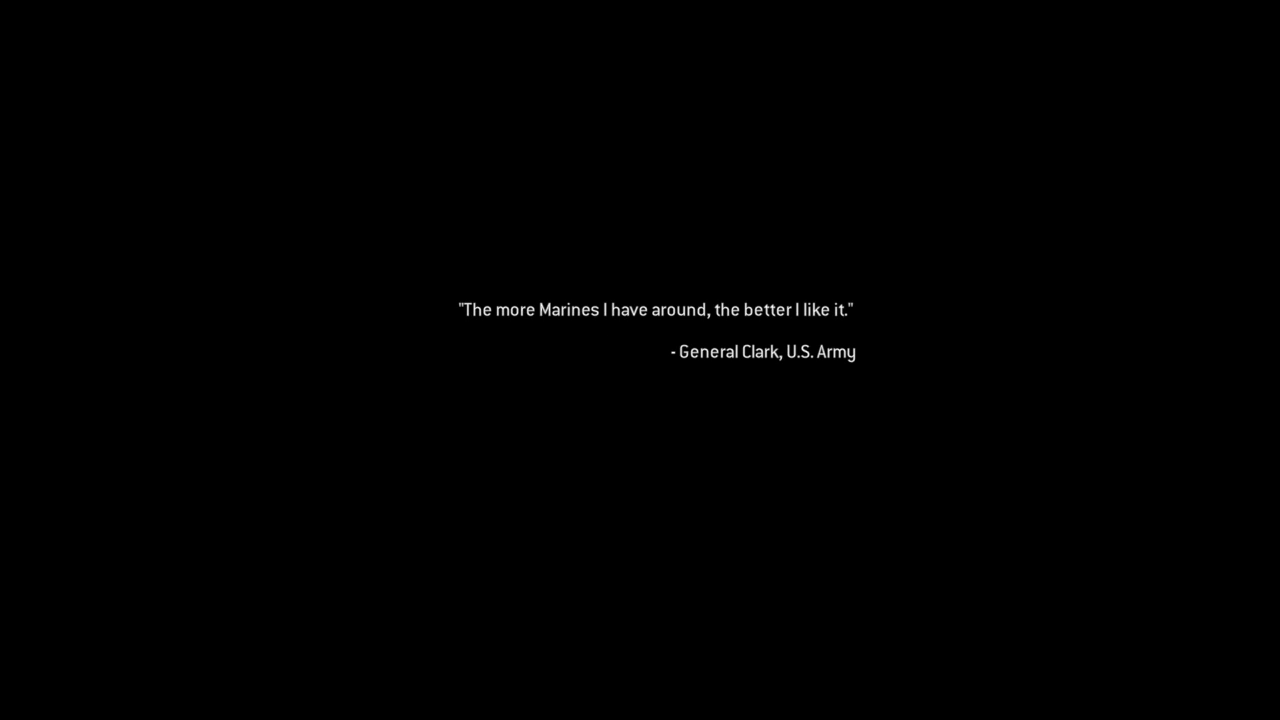 "The more Marines I have around, the better I like it."
- General Clark, U.S. Army